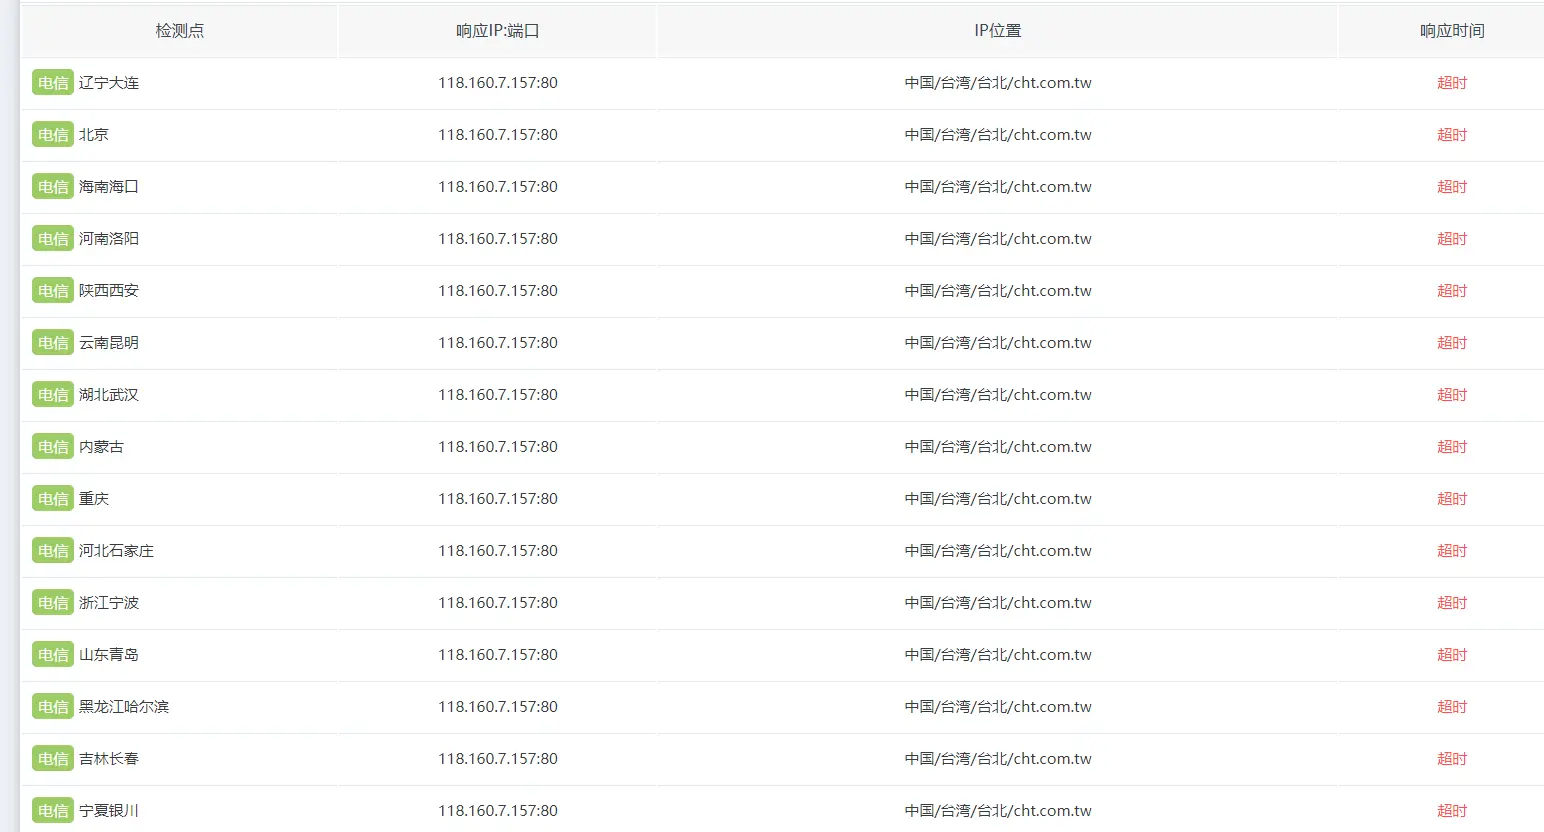 检测点 响应IP:端口 IP位置 响应时间
电信 辽宁大连 118.160.7.157:80 中国/台湾/台北/cht.com.tw 超时
电信 北京 118.160.7.157:80 中国/台湾/台北/cht.com.tw 超时
电信 海南海口 118.160.7.157:80 中国/台湾/台北/cht.com.tw 超时
电信 河南洛阳 118.160.7.157:80 中国/台湾/台北/cht.com.tw 超时
电信 陕西西安 118.160.7.157:80 中国/台湾/台北/cht.com.tw 超时
电信 云南昆明 118.160.7.157:80 中国/台湾/台北/cht.com.tw 超时
电信 湖北武汉 118.160.7.157:80 中国/台湾/台北/cht.com.tw 超时
电信 内蒙古 118.160.7.157:80 中国/台湾/台北/cht.com.tw 超时
电信 重庆 118.160.7.157:80 中国/台湾/台北/cht.com.tw 超时
电信 河北石家庄 118.160.7.157:80 中国/台湾/台北/cht.com.tw 超时
电信 浙江宁波 118.160.7.157:80 中国/台湾/台北/cht.com.tw 超时
电信 山东青岛 118.160.7.157:80 中国/台湾/台北/cht.com.tw 超时
电信 黑龙江哈尔滨 118.160.7.157:80 中国/台湾/台北/cht.com.tw 超时
电信 吉林长春 118.160.7.157:80 中国/台湾/台北/cht.com.tw 超时
电信 宁夏银川 118.160.7.157:80 中国/台湾/台北/cht.com.tw 超时